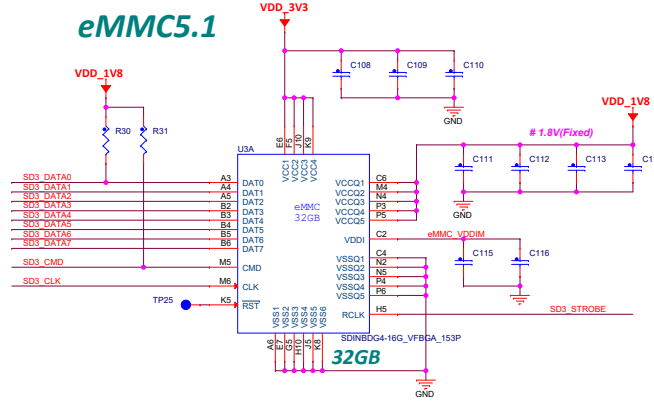 eMMC5.1
VDD_3V3
VDD_1V8
C108
C109
C110
GND
R30
R31
# 1.8V(Fixed)
VDD_1V8
C111
C112
C113
C1
GND
U3A
E6
F5
J10
K9
VCC1
VCC2
VCC3
VCC4
eMMC
32GB
SD3_DATA0 A3 DAT0
SD3_DATA1 A4 DAT1
SD3_DATA2 A5 DAT2
SD3_DATA3 B2 DAT3
SD3_DATA4 B3 DAT4
SD3_DATA5 B4 DAT5
SD3_DATA6 B5 DAT6
SD3_DATA7 B6 DAT7
SD3_CMD M5 CMD
SD3_CLK M6 CLK
TP25 K5 RST
VCCQ1 C6
VCCQ2 M4
VCCQ3 N4
VCCQ4 P3
VCCQ5 P5
VDDI C2 eMMC_VDDIM
C115
C116
VSSQ1 C4
VSSQ2 N2
VSSQ3 N5
VSSQ4 P4
VSSQ5 P6
RCLK H5 SD3_STROBE
VSS1
VSS2
VSS3
VSS4
VSS5
VSS6
A6
E7
G5
H10
J5
K8
SDINBDG4-16G_VFBGA_153P
32GB
GND